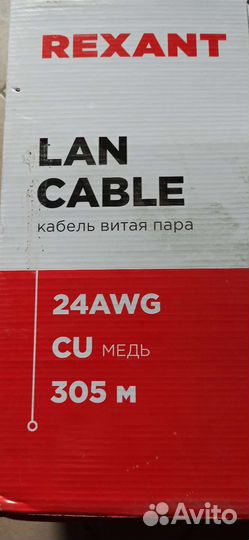 REXANT
LAN
CABLE
кабель витая пара
24AWG
CU МЕДЬ
305 м
Avito